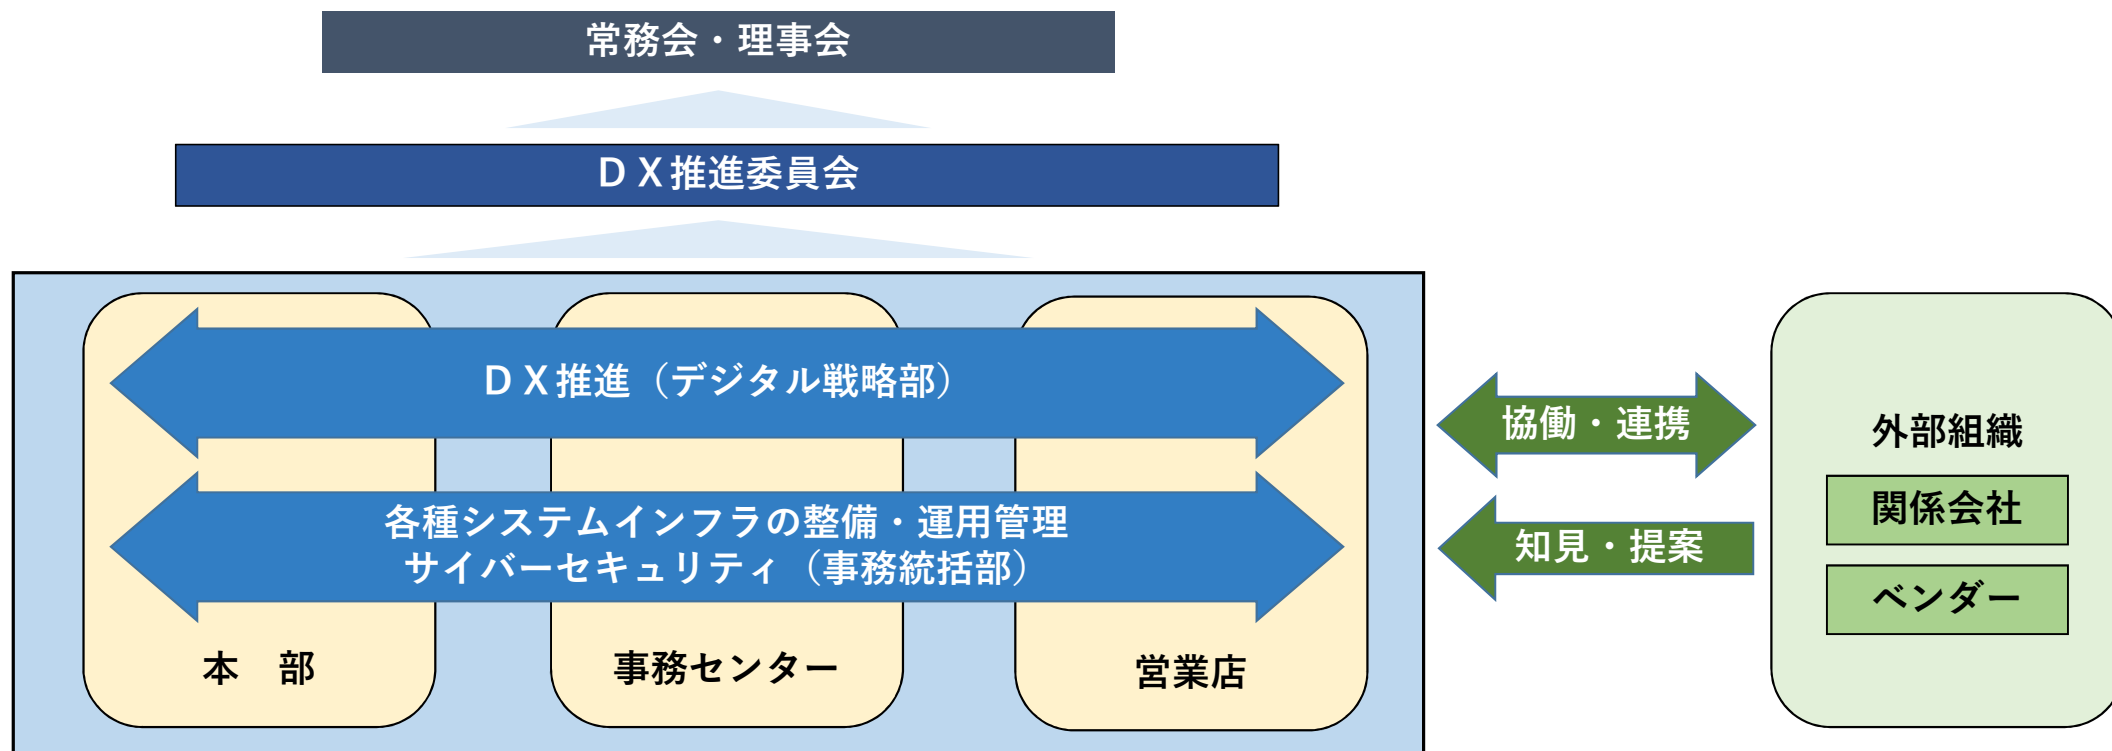 常務会・理事会
ＤＸ推進委員会
ＤＸ推進（デジタル戦略部）
各種システムインフラの整備・運用管理
サイバーセキュリティ（事務統括部）
本　部
事務センター
営業店
協働・連携
知見・提案
外部組織
関係会社
ベンダー